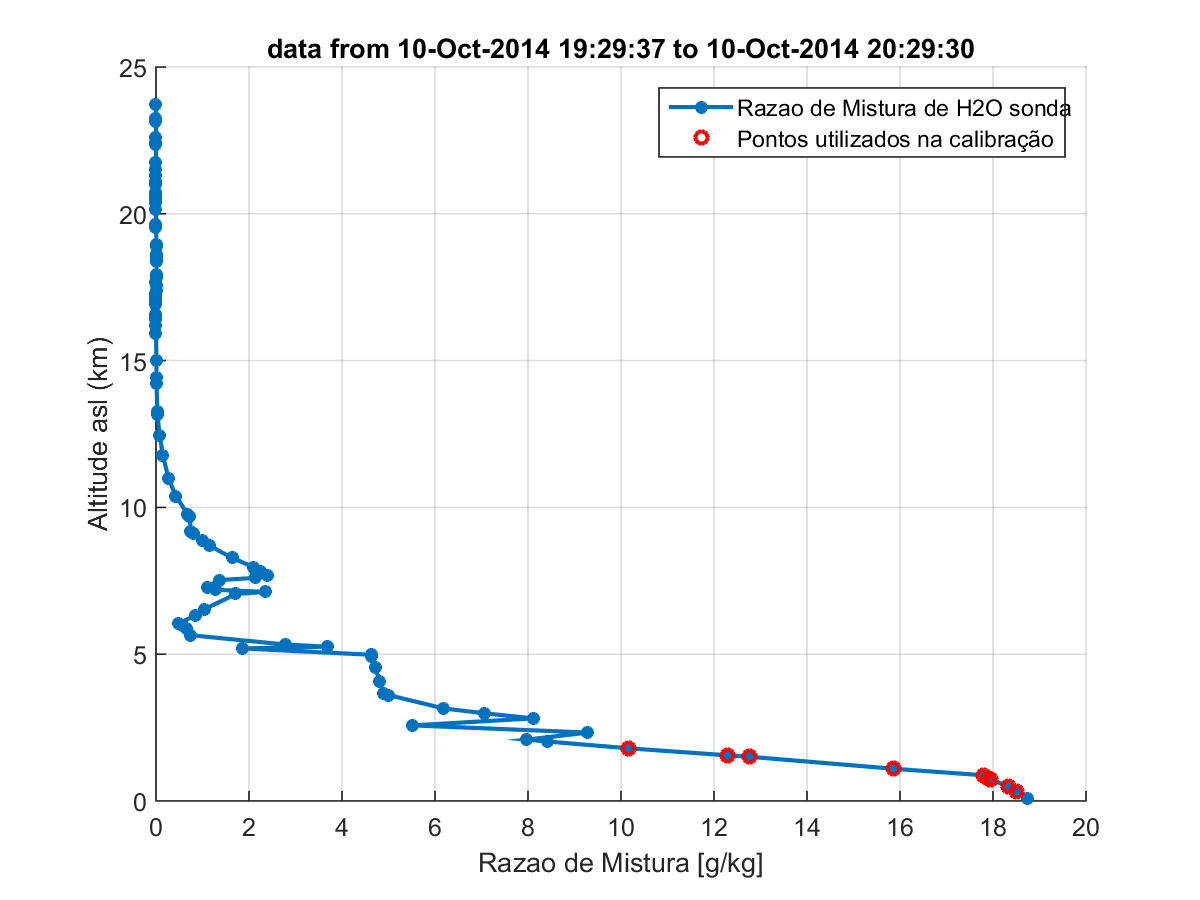 data from 10-Oct-2014 19:29:37 to 10-Oct-2014 20:29:30
25
Razao de Mistura de H2O sonda
Pontos utilizados na calibração
20
15
10
5
0
Altitude asl (km)
0 2 4 6 8 10 12 14 16 18 20
Razao de Mistura [g/kg]